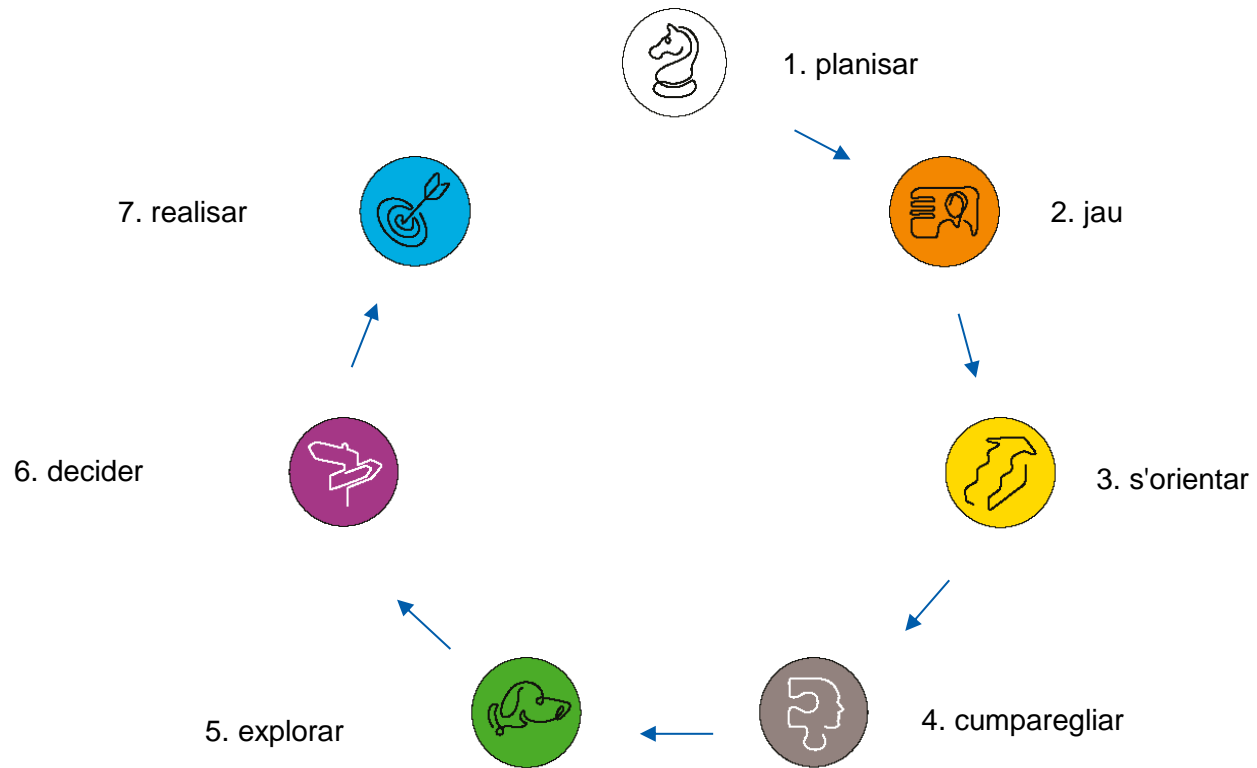 1. planisar
2. jau
3. s'orientar
4. cumparegliar
5. explorar
6. decider
7. realisar